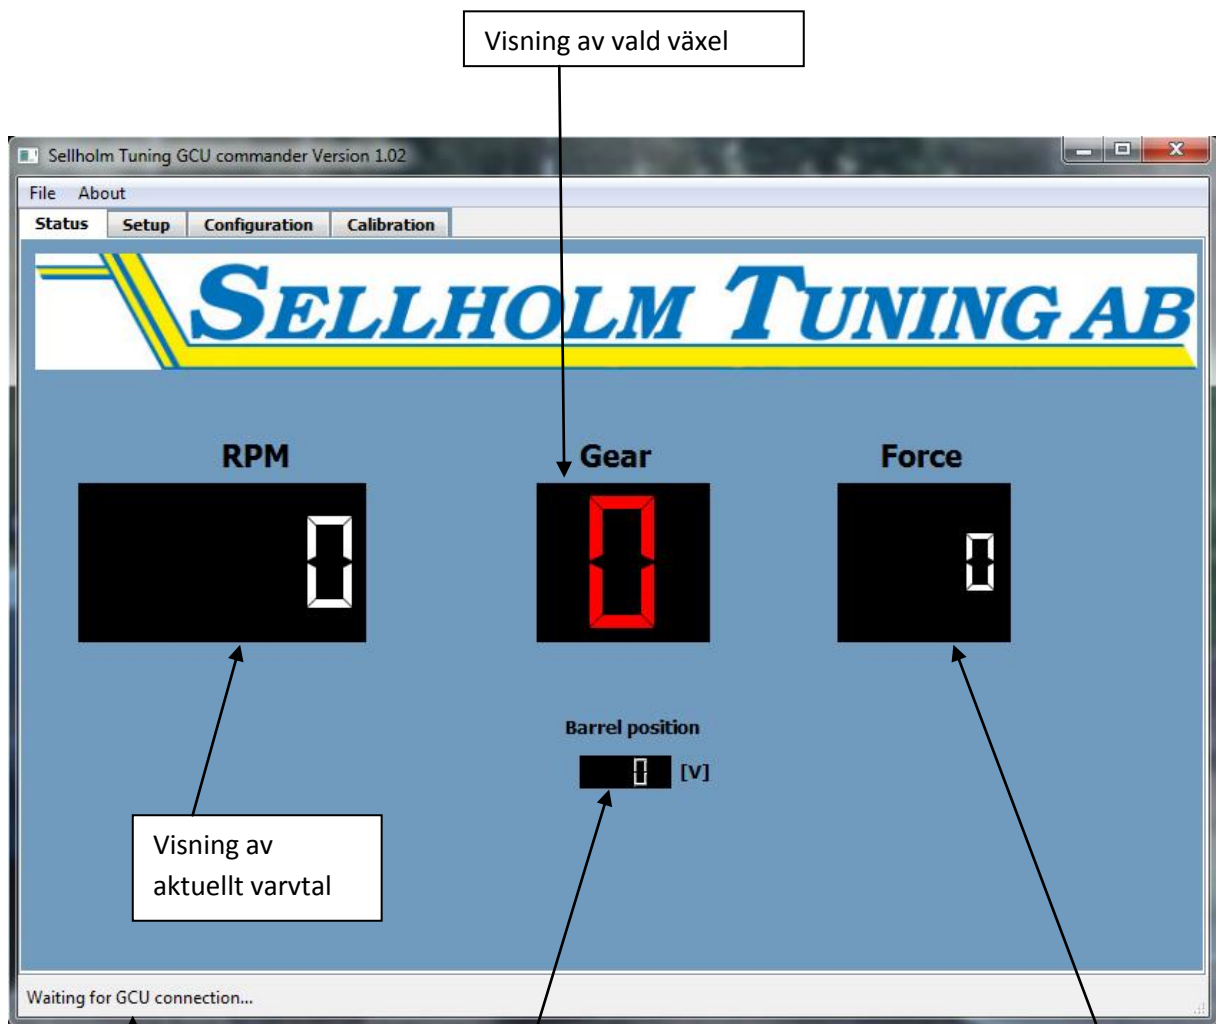 Visning av vald växel
Sellholm Tuning GCU commander Version 1.02
File About
Status Setup Configuration Calibration
SELLHOLM TUNING AB
RPM Gear Force
0 0 0
Barrel position
0 [V]
Visning av
aktuellt varvtal
Waiting for GCU connection...